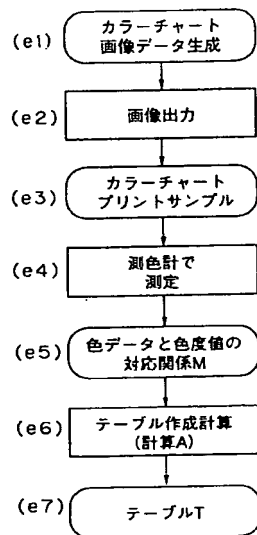 (e1)
カラーチャート
画像データ生成
(e2)
画像出力
(e3)
カラーチャート
プリントサンプル
(e4)
測色計で
測定
(e5)
色データと色度値の
対応関係M
(e6)
テーブル作成計算
(計算A)
(e7)
テーブルT